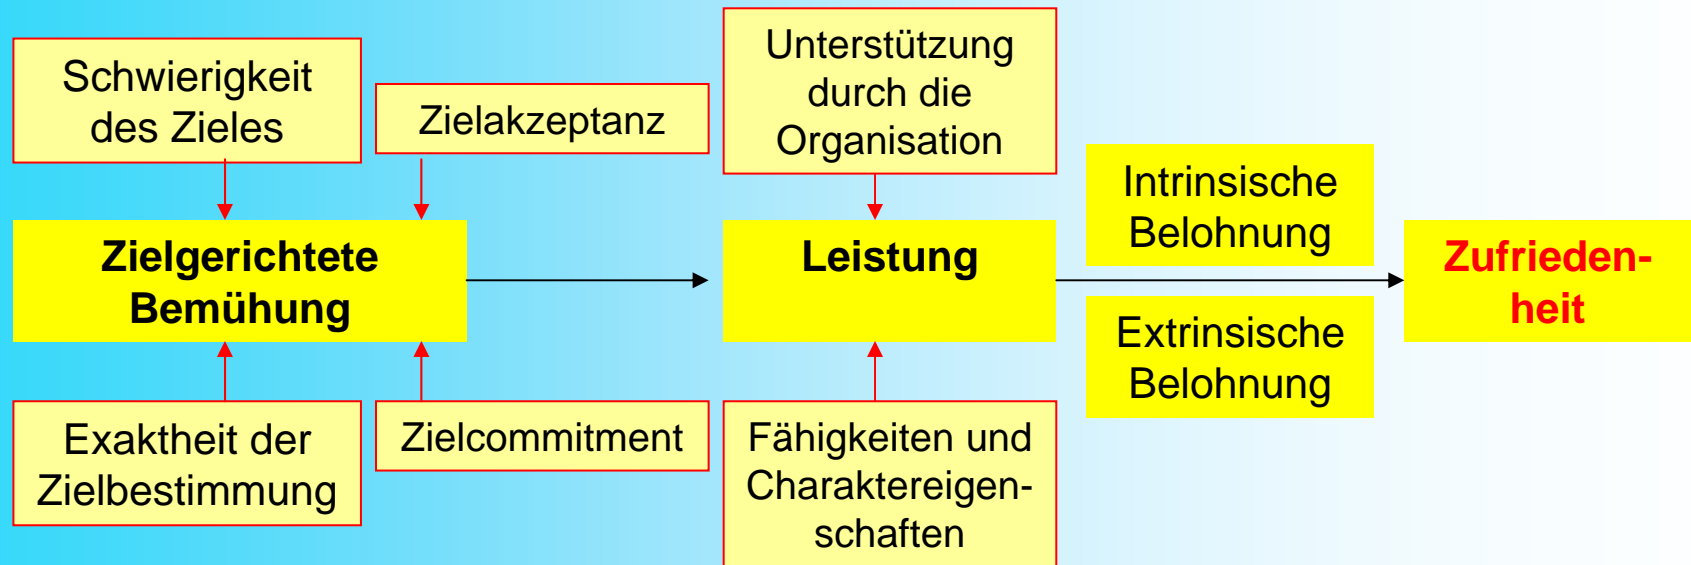 Schwierigkeit
des Zieles
Zielakzeptanz
Unterstützung
durch die
Organisation
Zielgerichtete
Bemühung
Leistung
Intrinsische
Belohnung
Extrinsische
Belohnung
Zufrieden-
heit
Exaktheit der
Zielbestimmung
Zielcommitment
Fähigkeiten und
Charaktereigen-
schaften